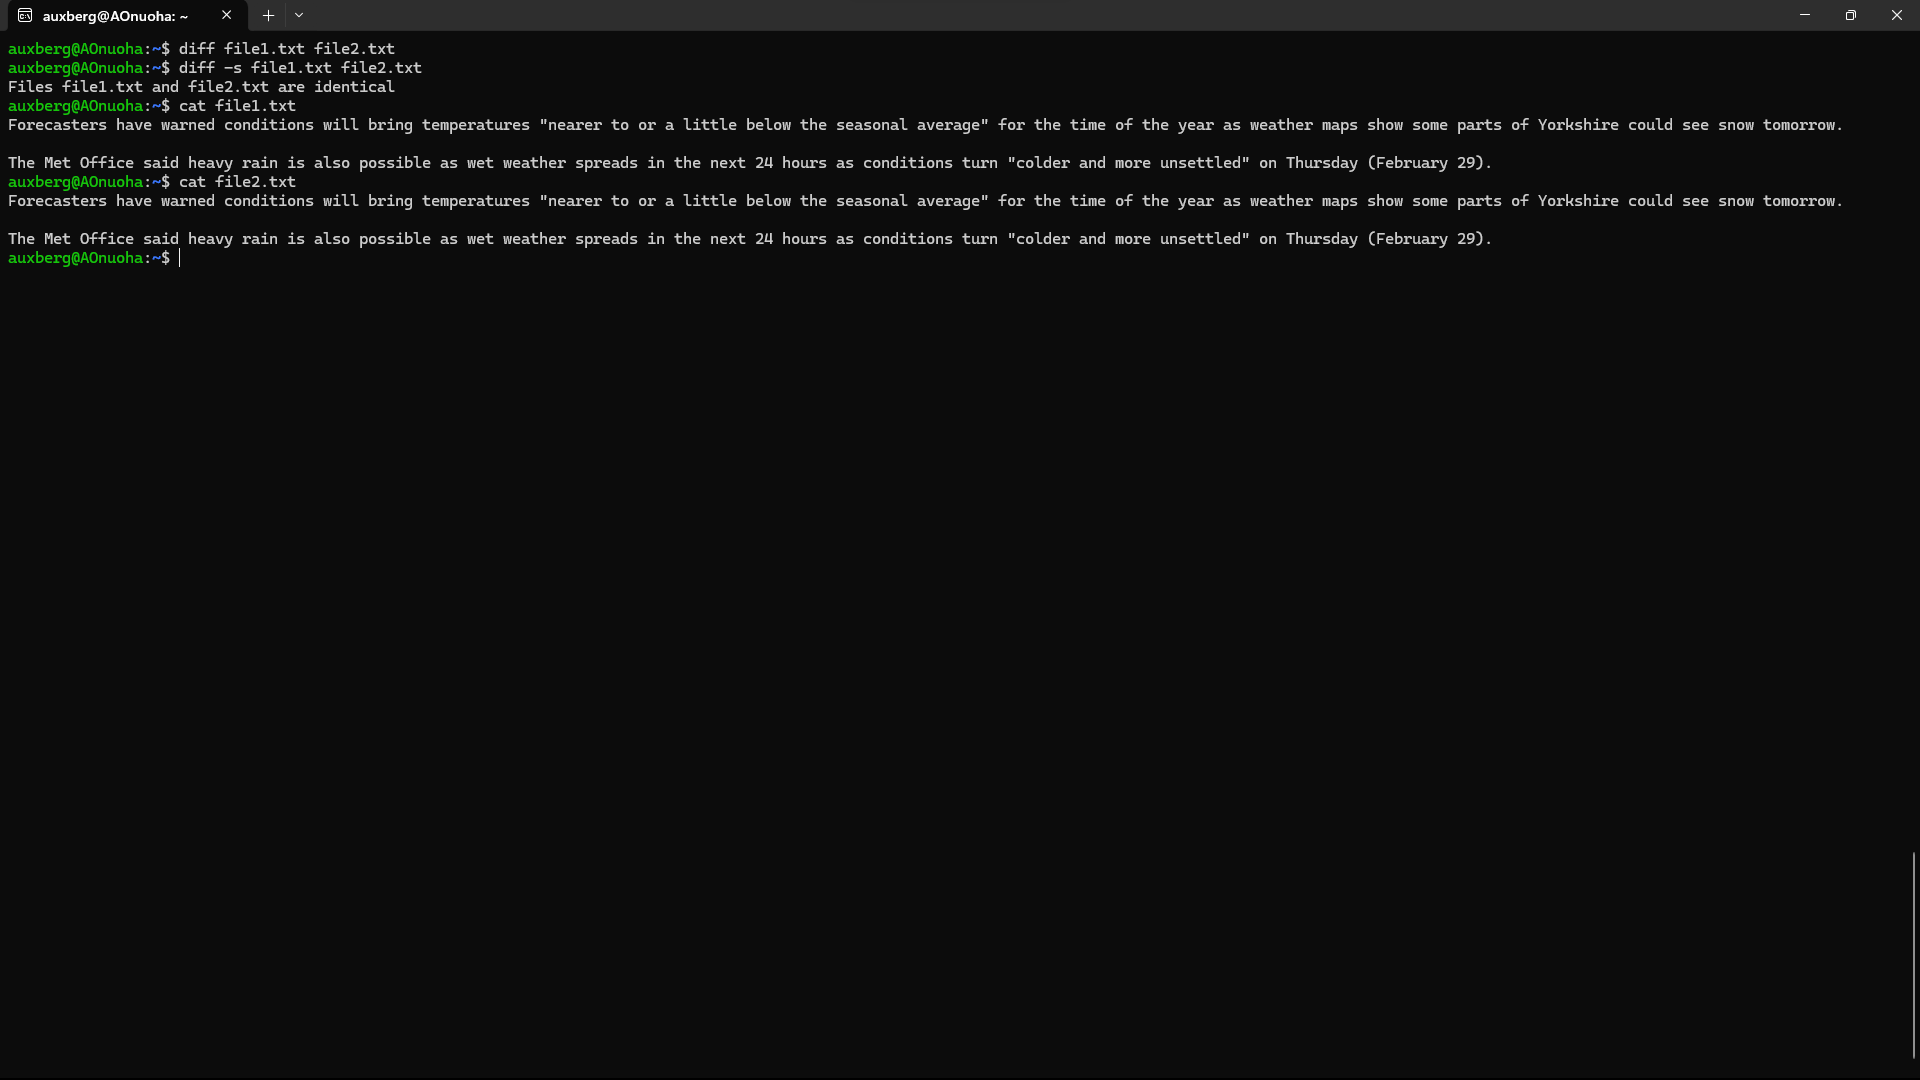 auxberg@AOnuoha: ~
auxberg@AOnuoha:~$ diff file1.txt file2.txt
auxberg@AOnuoha:~$ diff -s file1.txt file2.txt
Files file1.txt and file2.txt are identical
auxberg@AOnuoha:~$ cat file1.txt
Forecasters have warned conditions will bring temperatures "nearer to or a little below the seasonal average" for the time of the year as weather maps show some parts of Yorkshire could see snow tomorrow.

The Met Office said heavy rain is also possible as wet weather spreads in the next 24 hours as conditions turn "colder and more unsettled" on Thursday (February 29).
auxberg@AOnuoha:~$ cat file2.txt
Forecasters have warned conditions will bring temperatures "nearer to or a little below the seasonal average" for the time of the year as weather maps show some parts of Yorkshire could see snow tomorrow.

The Met Office said heavy rain is also possible as wet weather spreads in the next 24 hours as conditions turn "colder and more unsettled" on Thursday (February 29).
auxberg@AOnuoha:~$